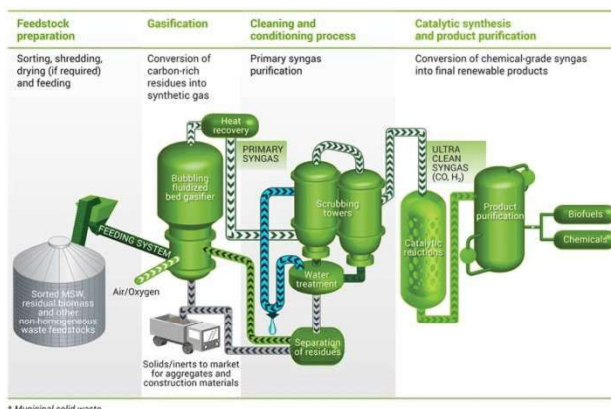 Feedstock
preparation
Sorting, shredding,
drying (if required)
and feeding
Gasification
Conversion of
carbon-rich
residues into
synthetic gas
Cleaning and
conditioning process
Primary syngas
purification
Catalytic synthesis
and product purification
Conversion of chemical-grade syngas
into final renewable products
Heat
recovery
PRIMARY
SYNGAS
ULTRA
CLEAN
SYNGAS
(CO, H₂)
Bubbling
fluidized
bed gasifier
Scrubbing
towers
Product
purification
Biofuels
Chemicals
FEEDING SYSTEM
Catalytic
reactions
Water
treatment
Air/Oxygen
Sorted MSW,
residual biomass
and other
non-homogeneous
waste feedstocks
Separation
of residues
Solids/inerts to market
for aggregates and
construction materials
* Municipal solid waste